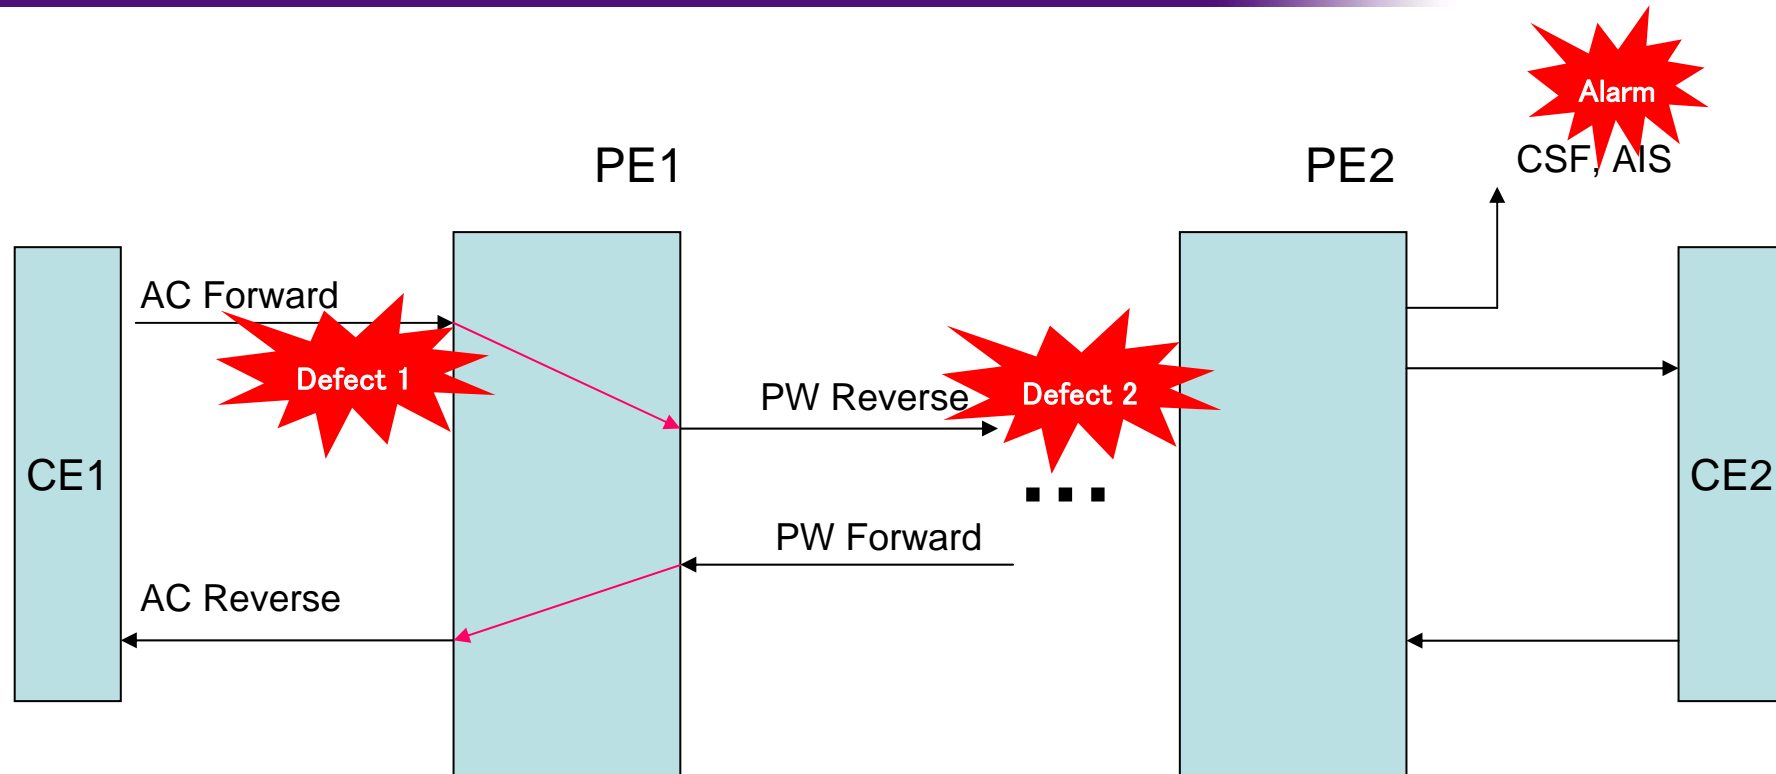 Alarm
CSF, AIS
PE1
PE2
AC Forward
Defect 1
PW Reverse
Defect 2
CE1
CE2
...
PW Forward
AC Reverse